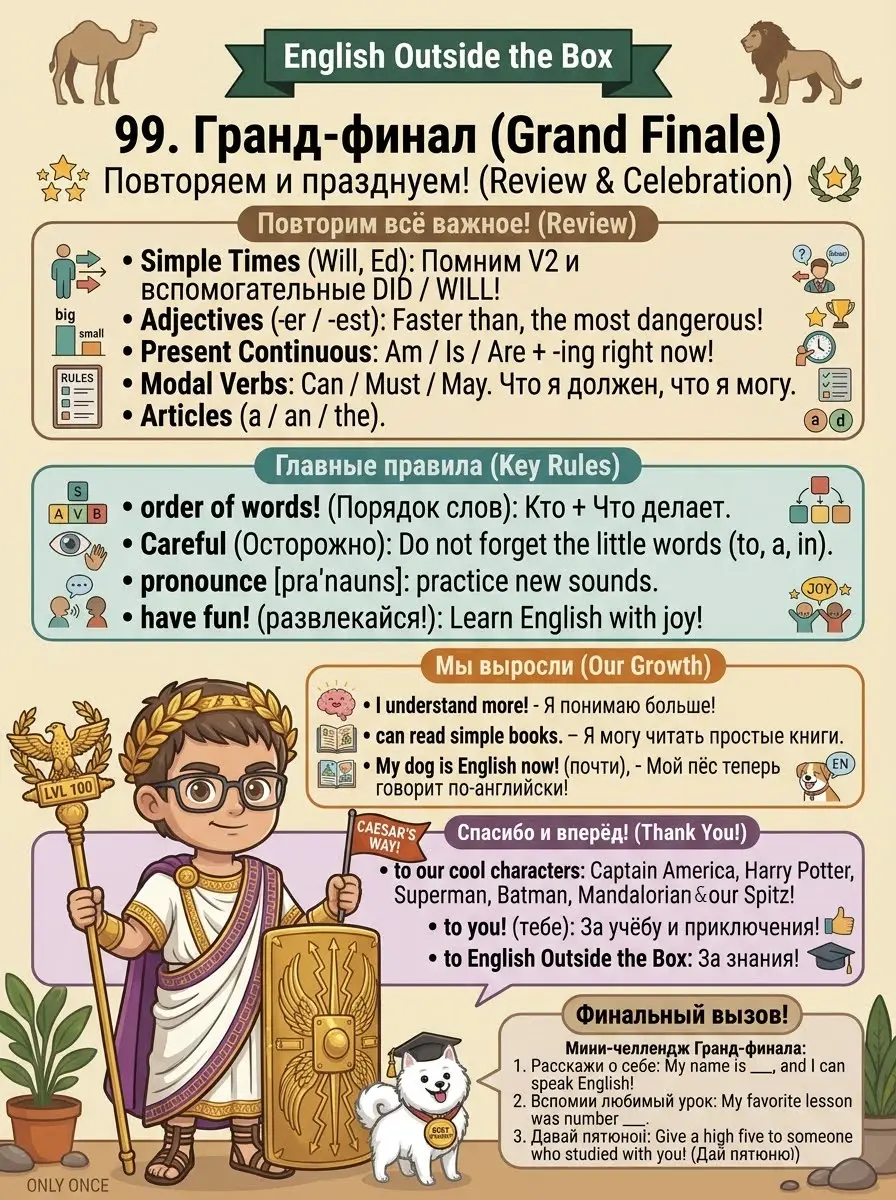 English Outside the Box
99. Гранд-финал (Grand Finale)
Повторяем и празднуем! (Review & Celebration)
Повторим всё важное! (Review)
• Simple Times (Will, Ed): Помним V2 и
вспомогательные DID / WILL!
big
small
• Adjectives (-er / -est): Faster than, the most dangerous!
• Present Continuous: Am / Is / Are + -ing right now!
RULES
• Modal Verbs: Can / Must / May. Что я должен, что я могу.
• Articles (a / an / the).
a d
Главные правила (Key Rules)
S
A V B
• order of words! (Порядок слов): Кто + Что делает.
• Careful (Осторожно): Do not forget the little words (to, a, in).
• pronounce [pra'nauns]: practice new sounds.
• have fun! (развлекайся!): Learn English with joy!
JOY
Мы выросли (Our Growth)
• I understand more! - Я понимаю больше!
• can read simple books. – Я могу читать простые книги.
• My dog is English now! (почти), - Мой пёс теперь
говорит по-английски!
EN
LVL 100
CAESAR'S
WAY!
Спасибо и вперёд! (Thank You!)
• to our cool characters: Captain America, Harry Potter,
Superman, Batman, Mandalorian & our Spitz!
• to you! (тебе): За учёбу и приключения!
• to English Outside the Box: За знания!
Финальный вызов!
Мини-челлендж Гранд-финала:
1. Расскажи о себе: My name is ___, and I can
speak English!
2. Вспомии любимый урок: My favorite lesson
was number ___.
3. Давай пятюноіі: Give a high five to someone
who studied with you! (Дай пятюню)
ONLY ONCE